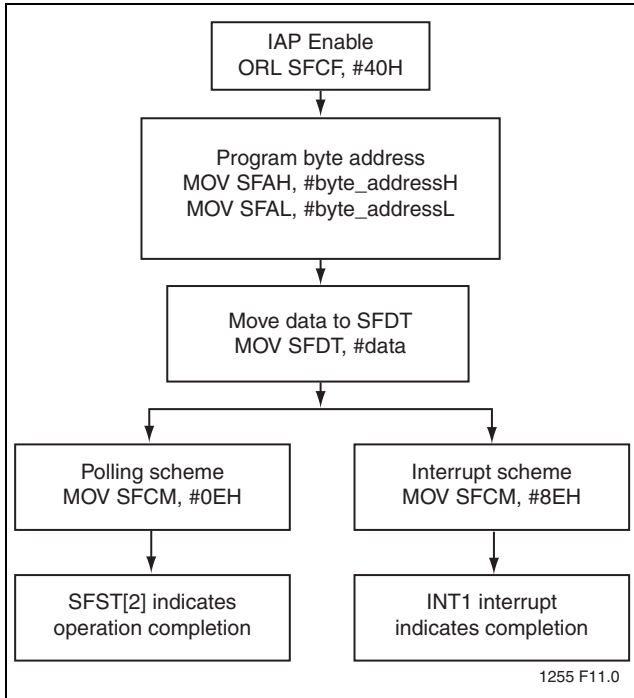 IAP Enable
ORL SFCF, #40H
Program byte address
MOV SFAH, #byte_addressH
MOV SFAL, #byte_addressL
Move data to SFDT
MOV SFDT, #data
Polling scheme
MOV SFCM, #0EH
Interrupt scheme
MOV SFCM, #8EH
SFST[2] indicates
operation completion
INT1 interrupt
indicates completion
1255 F11.0